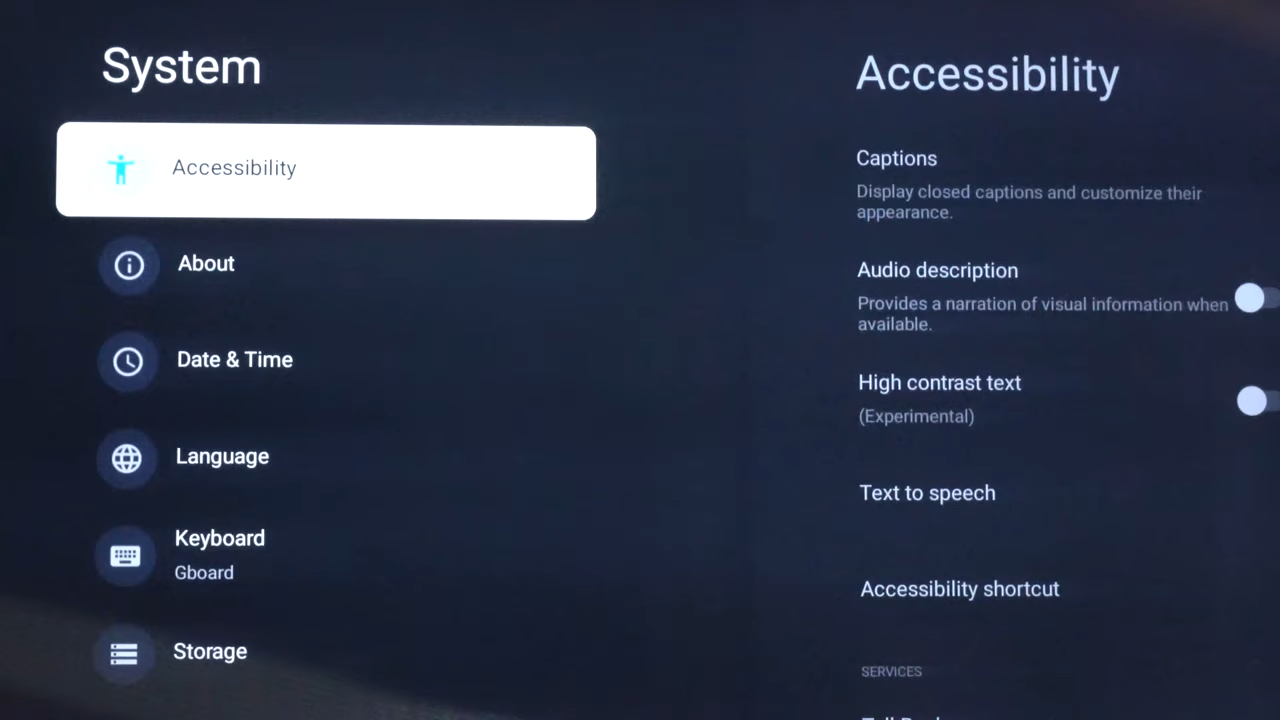 System
Accessibility
About
Date & Time
Language
Keyboard
Gboard
Storage
Accessibility
Captions
Display closed captions and customize their
appearance.
Audio description
Provides a narration of visual information when
available.
High contrast text
(Experimental)
Text to speech
Accessibility shortcut
SERVICES